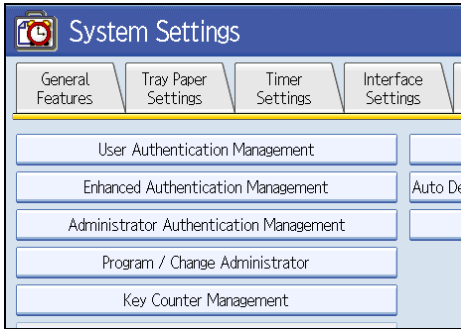 System Settings
General
Features
Tray Paper
Settings
Timer
Settings
Interface
Settings
User Authentication Management
Enhanced Authentication Management
Auto De
Administrator Authentication Management
Program / Change Administrator
Key Counter Management